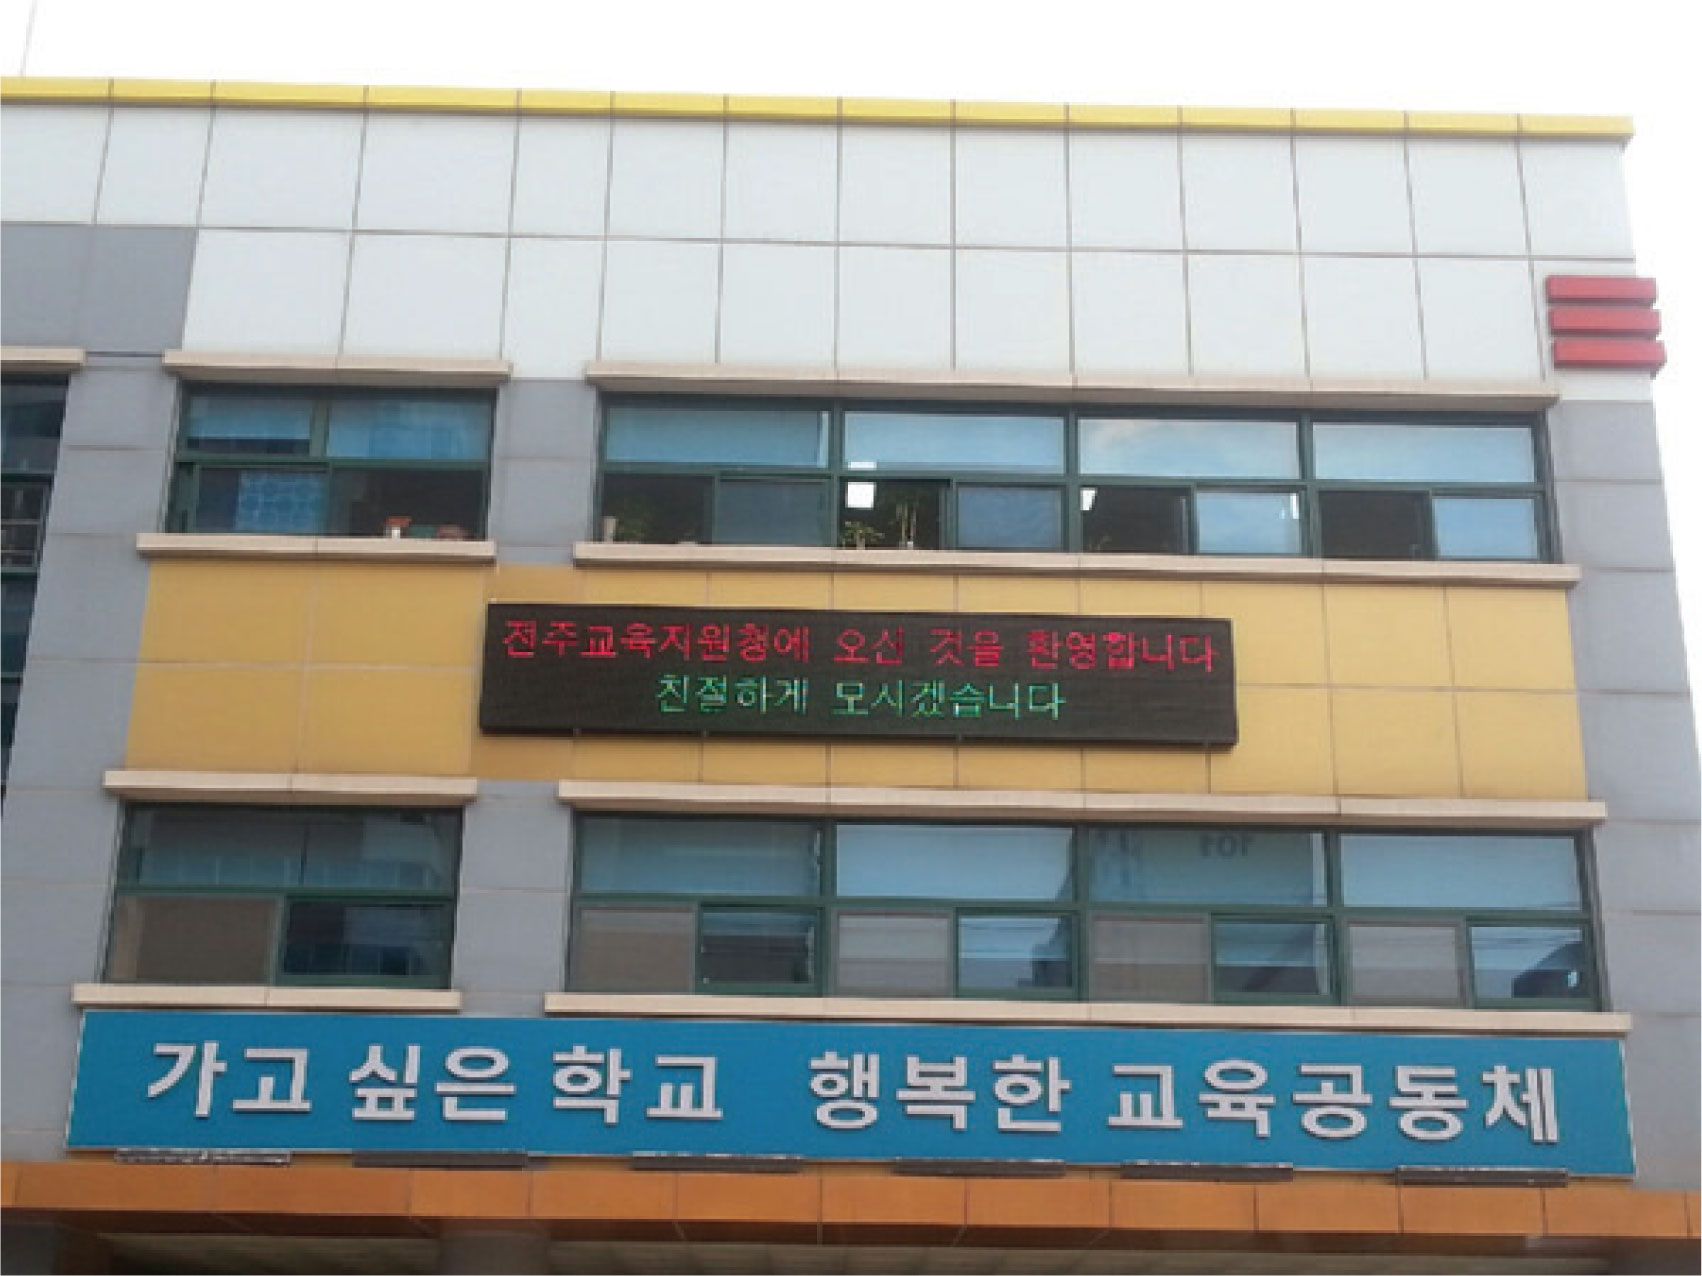 전주교육지원청에 오신 것을 환영합니다
친절하게 모시겠습니다
101
가고 싶은 학교 행복한 교육공동체